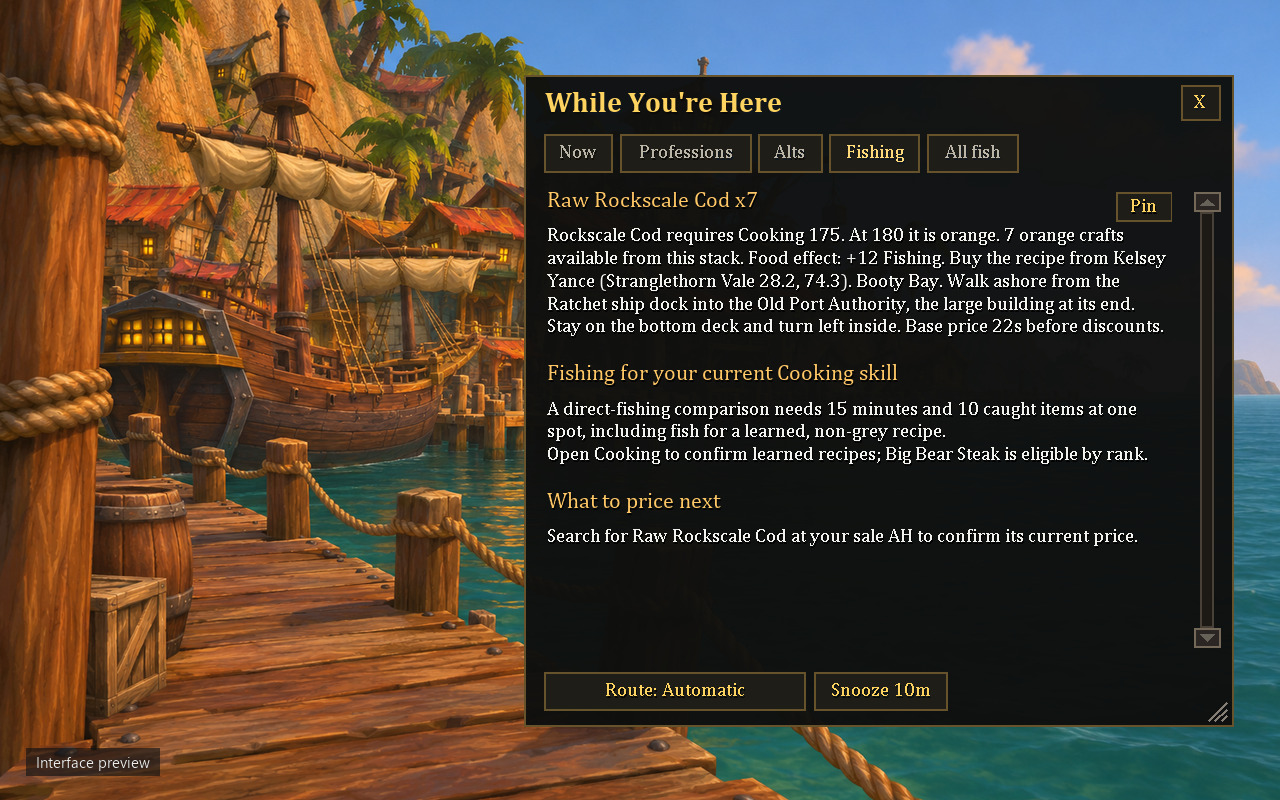 While You're Here
X
Now
Professions
Alts
Fishing
All fish
Raw Rockscale Cod x7
Pin
Rockscale Cod requires Cooking 175. At 180 it is orange. 7 orange crafts
available from this stack. Food effect: +12 Fishing. Buy the recipe from Kelsey
Yance (Stranglethorn Vale 28.2, 74.3). Booty Bay. Walk ashore from the
Ratchet ship dock into the Old Port Authority, the large building at its end.
Stay on the bottom deck and turn left inside. Base price 22s before discounts.
Fishing for your current Cooking skill
A direct-fishing comparison needs 15 minutes and 10 caught items at one
spot, including fish for a learned, non-grey recipe.
Open Cooking to confirm learned recipes; Big Bear Steak is eligible by rank.
What to price next
Search for Raw Rockscale Cod at your sale AH to confirm its current price.
Route: Automatic
Snooze 10m
Interface preview